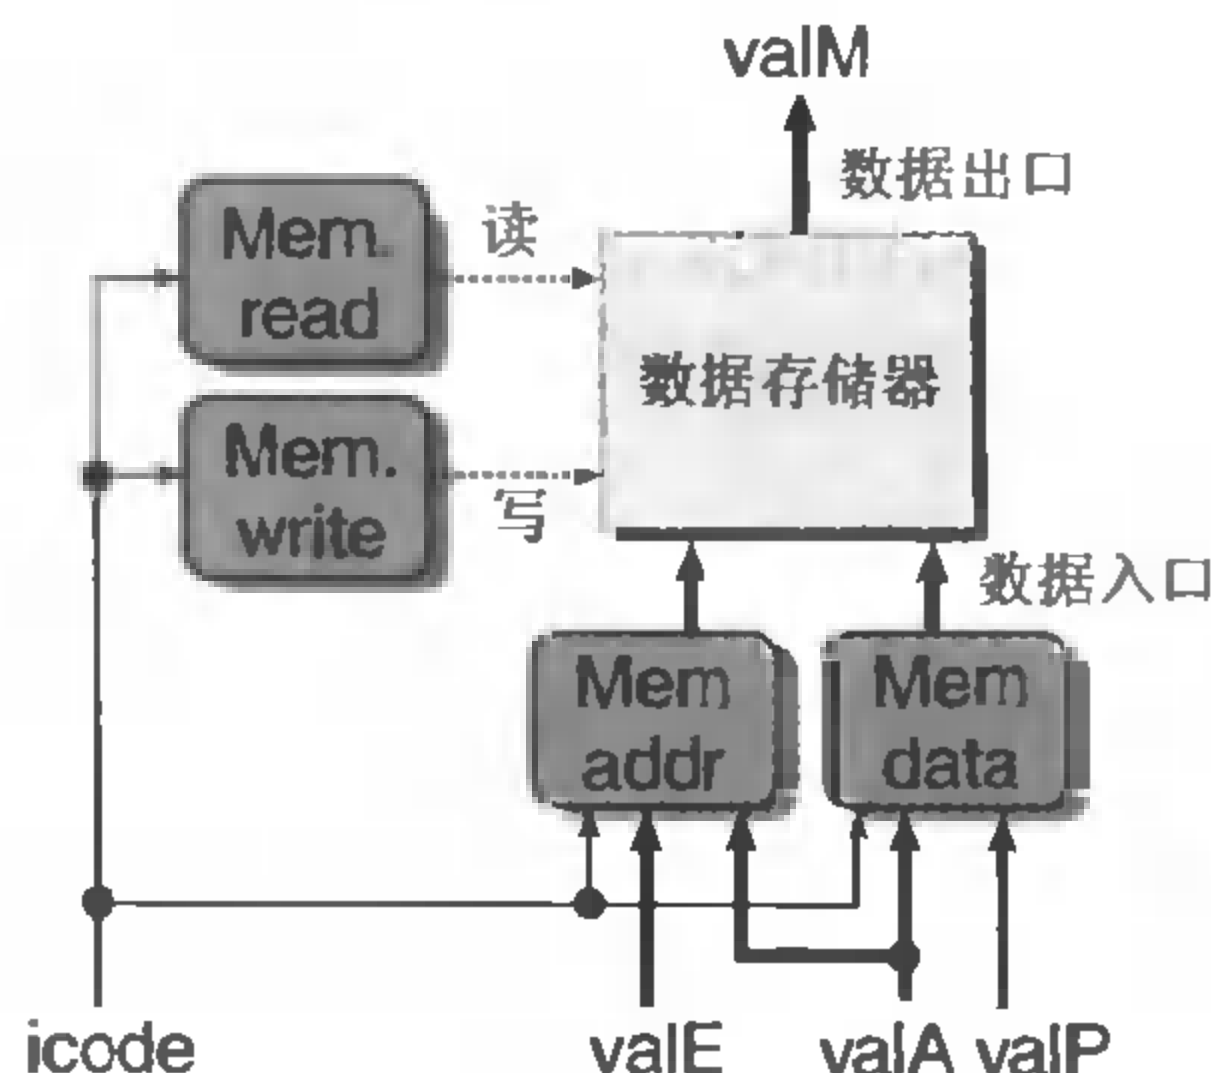 valM
数据出口
Mem.
read
读
数据存储器
Mem.
write
写
数据入口
Mem
addr
Mem
data
icode
valE
valA
valP